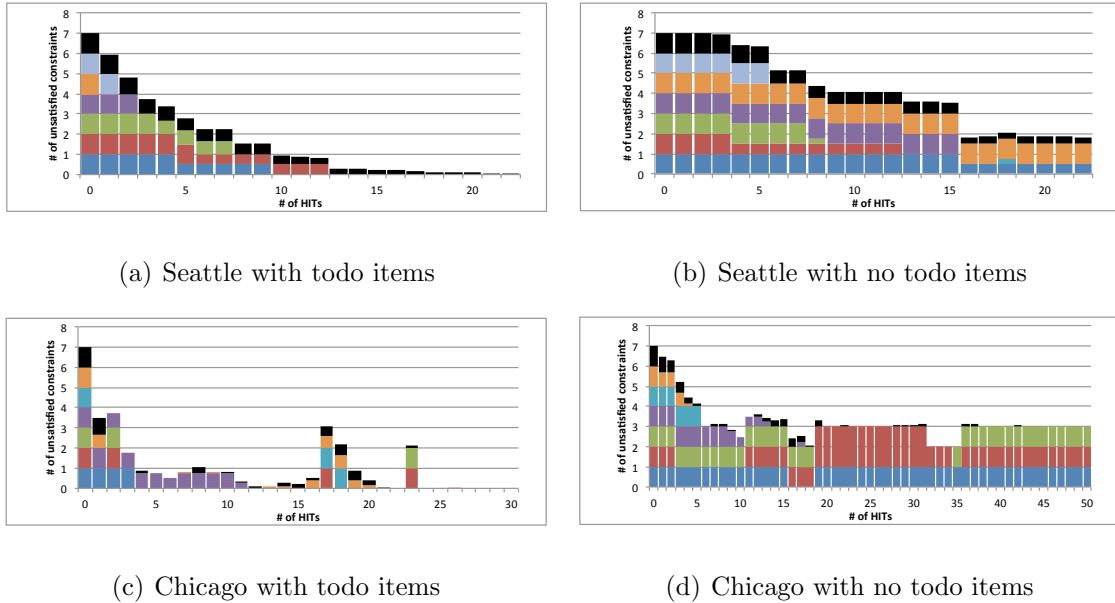 # of unsatisfied constraints
8
7
6
5
4
3
2
1
0
0 5 10 15 20
# of HITs
(a) Seattle with todo items
# of unsatisfied constraints
8
7
6
5
4
3
2
1
0
0 5 10 15 20
# of HITs
(b) Seattle with no todo items
# of unsatisfied constraints
8
7
6
5
4
3
2
1
0
0 5 10 15 20 25 30
# of HITs
(c) Chicago with todo items
# of unsatisfied constraints
8
7
6
5
4
3
2
1
0
0 5 10 15 20 25 30 35 40 45 50
# of HITs
(d) Chicago with no todo items